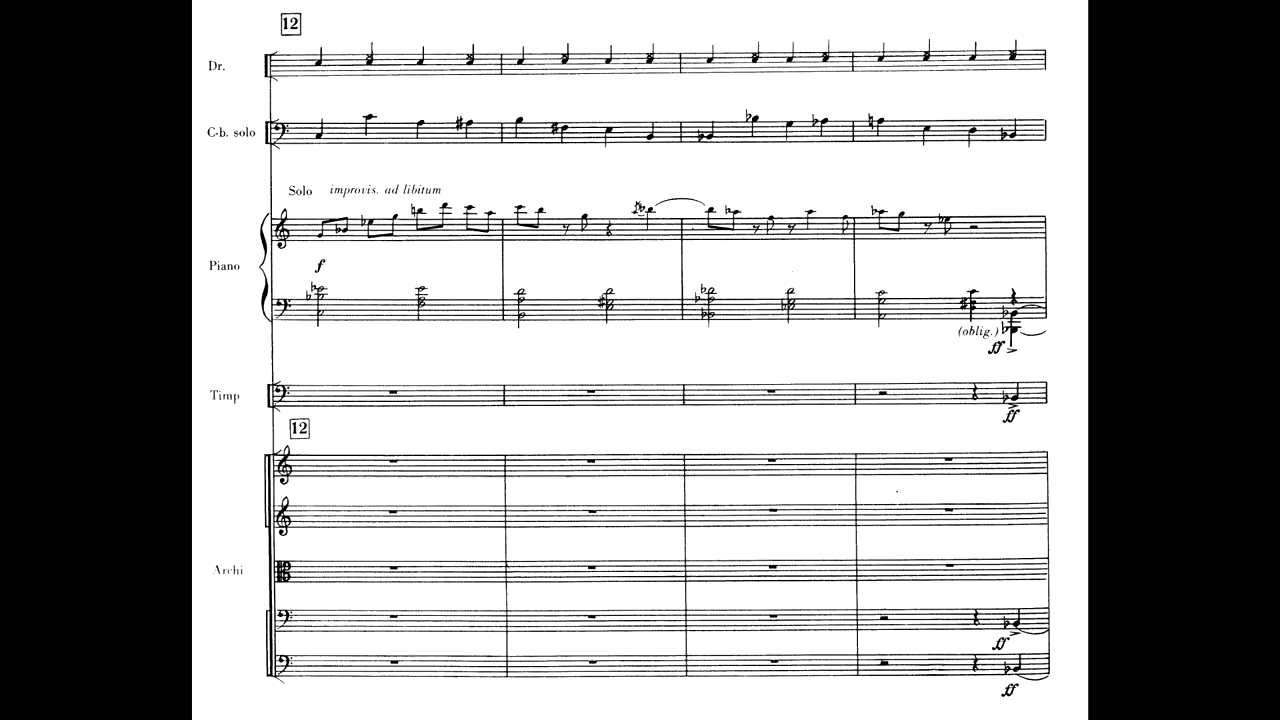 12
Dr.
C-b. solo
Solo improvis. ad libitum
Piano
f
(oblig.)
ff
Timp
ff
12
Archi
ff
ff